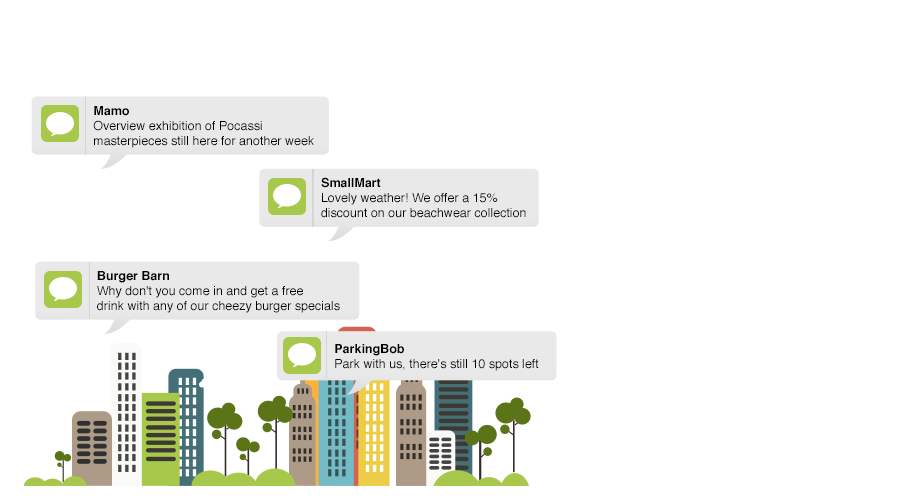 Mamo
Overview exhibition of Pocassi
masterpieces still here for another week
SmallMart
Lovely weather! We offer a 15%
discount on our beachwear collection
Burger Barn
Why don't you come in and get a free
drink with any of our cheezy burger specials
ParkingBob
Park with us, there's still 10 spots left